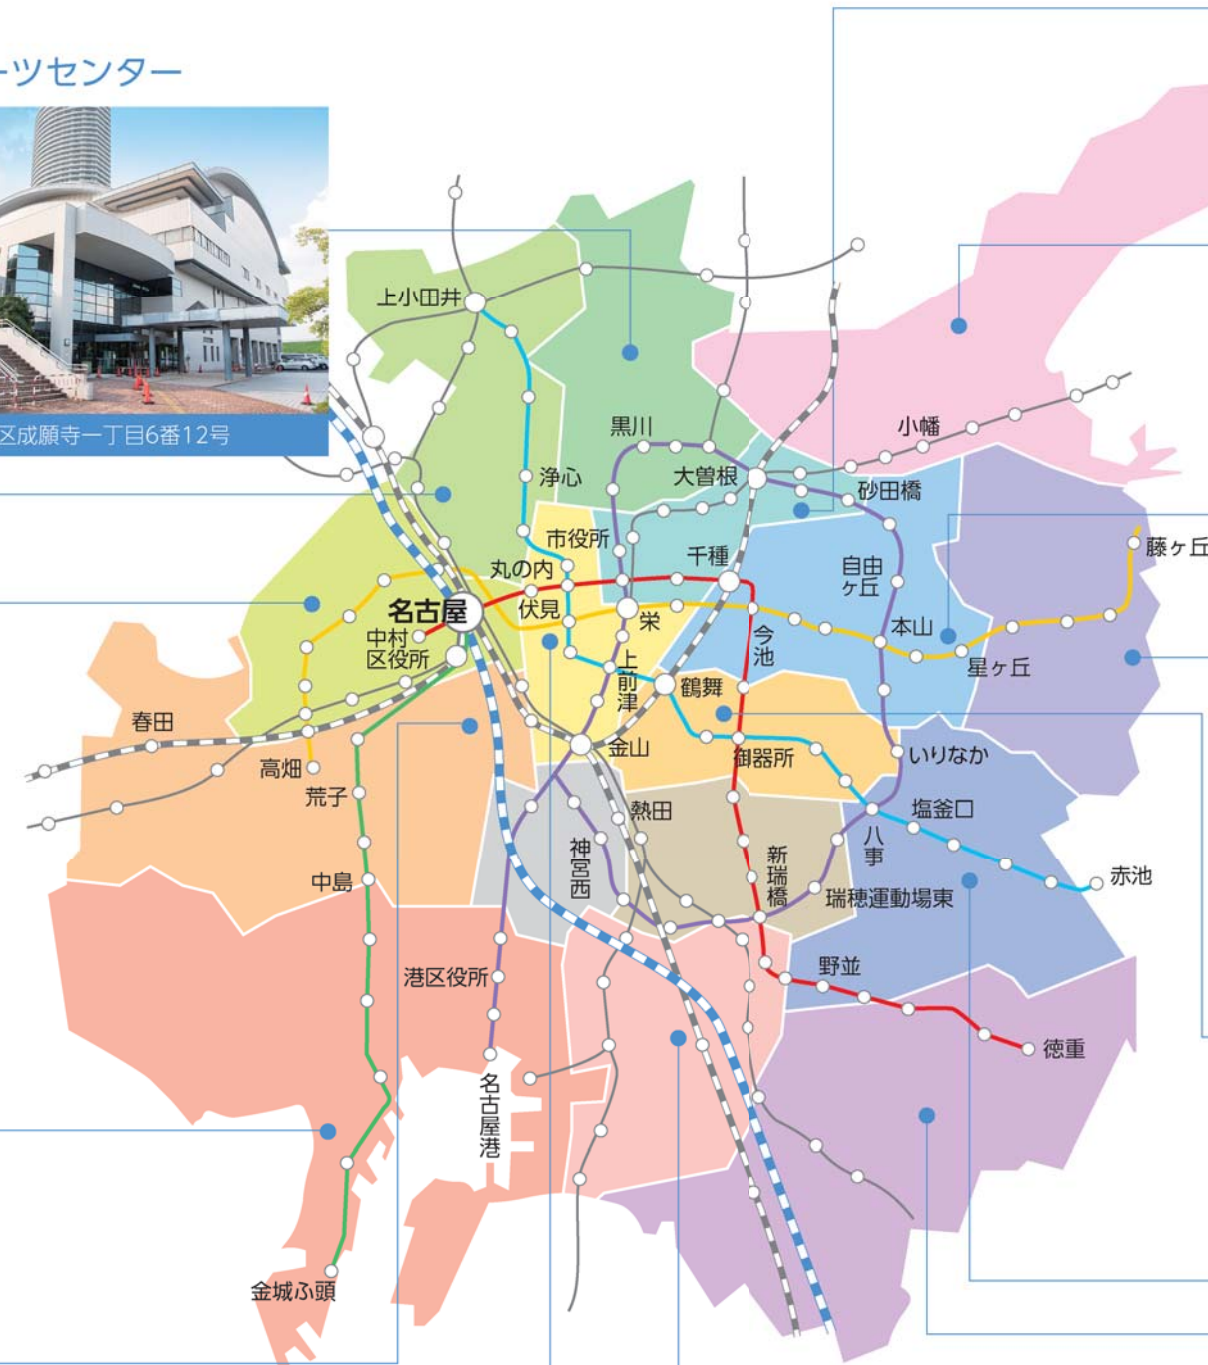 ーツセンター
区成願寺一丁目6番12号
上小田井
黒川
小幡
浄心
大曽根
砂田橋
市役所
千種
藤ヶ丘
丸の内
自由
ヶ丘
名古屋
伏見
栄
今池
本山
中村
区役所
星ヶ丘
上前津
鶴舞
春田
金山
御器所
いりなか
高畑
荒子
熱田
塩釜口
八事
神宮西
新瑞橋
中島
赤池
瑞穂運動場東
港区役所
野並
徳重
名古屋港
金城ふ頭